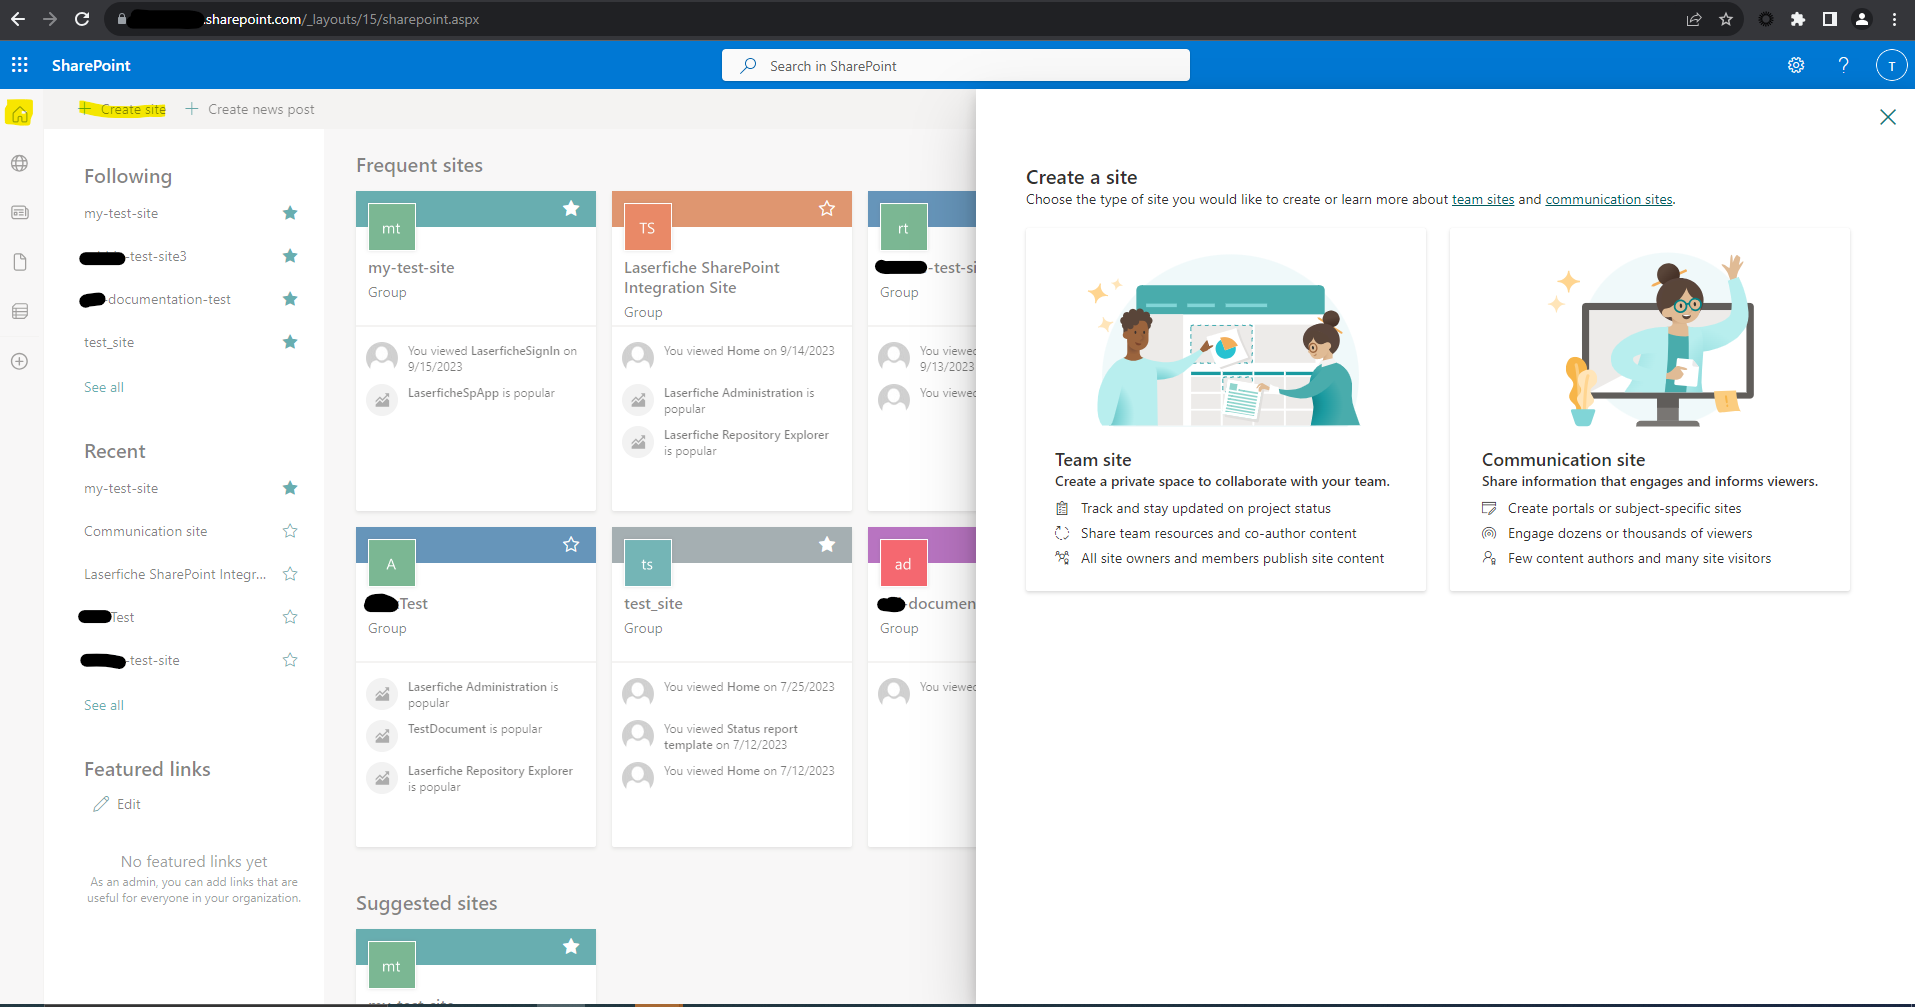 .sharepoint.com/_layouts/15/sharepoint.aspx
SharePoint
Search in SharePoint
?
T
+ Create site
+ Create news post
Following
my-test-site
-test-site3
-documentation-test
test_site
See all
Recent
my-test-site
Communication site
Laserfiche SharePoint Integr...
Test
-test-site
See all
Featured links
Edit
No featured links yet
As an admin, you can add links that are
useful for everyone in your organization.
Frequent sites
mt
my-test-site
Group
You viewed LaserficheSignIn on
9/15/2023
LaserficheSpApp is popular
TS
Laserfiche SharePoint
Integration Site
Group
You viewed Home on 9/14/2023
Laserfiche Administration is
popular
Laserfiche Repository Explorer
is popular
rt
-test-si
Group
You viewed
9/13/2023
You viewed
A
Test
Group
Laserfiche Administration is
popular
TestDocument is popular
Laserfiche Repository Explorer
is popular
ts
test_site
Group
You viewed Home on 7/25/2023
You viewed Status report
template on 7/12/2023
You viewed Home on 7/12/2023
ad
-documen
Group
You viewed
Suggested sites
mt
my-test-site
Create a site
Choose the type of site you would like to create or learn more about team sites and communication sites.
Team site
Create a private space to collaborate with your team.
Track and stay updated on project status
Share team resources and co-author content
All site owners and members publish site content
Communication site
Share information that engages and informs viewers.
Create portals or subject-specific sites
Engage dozens or thousands of viewers
Few content authors and many site visitors